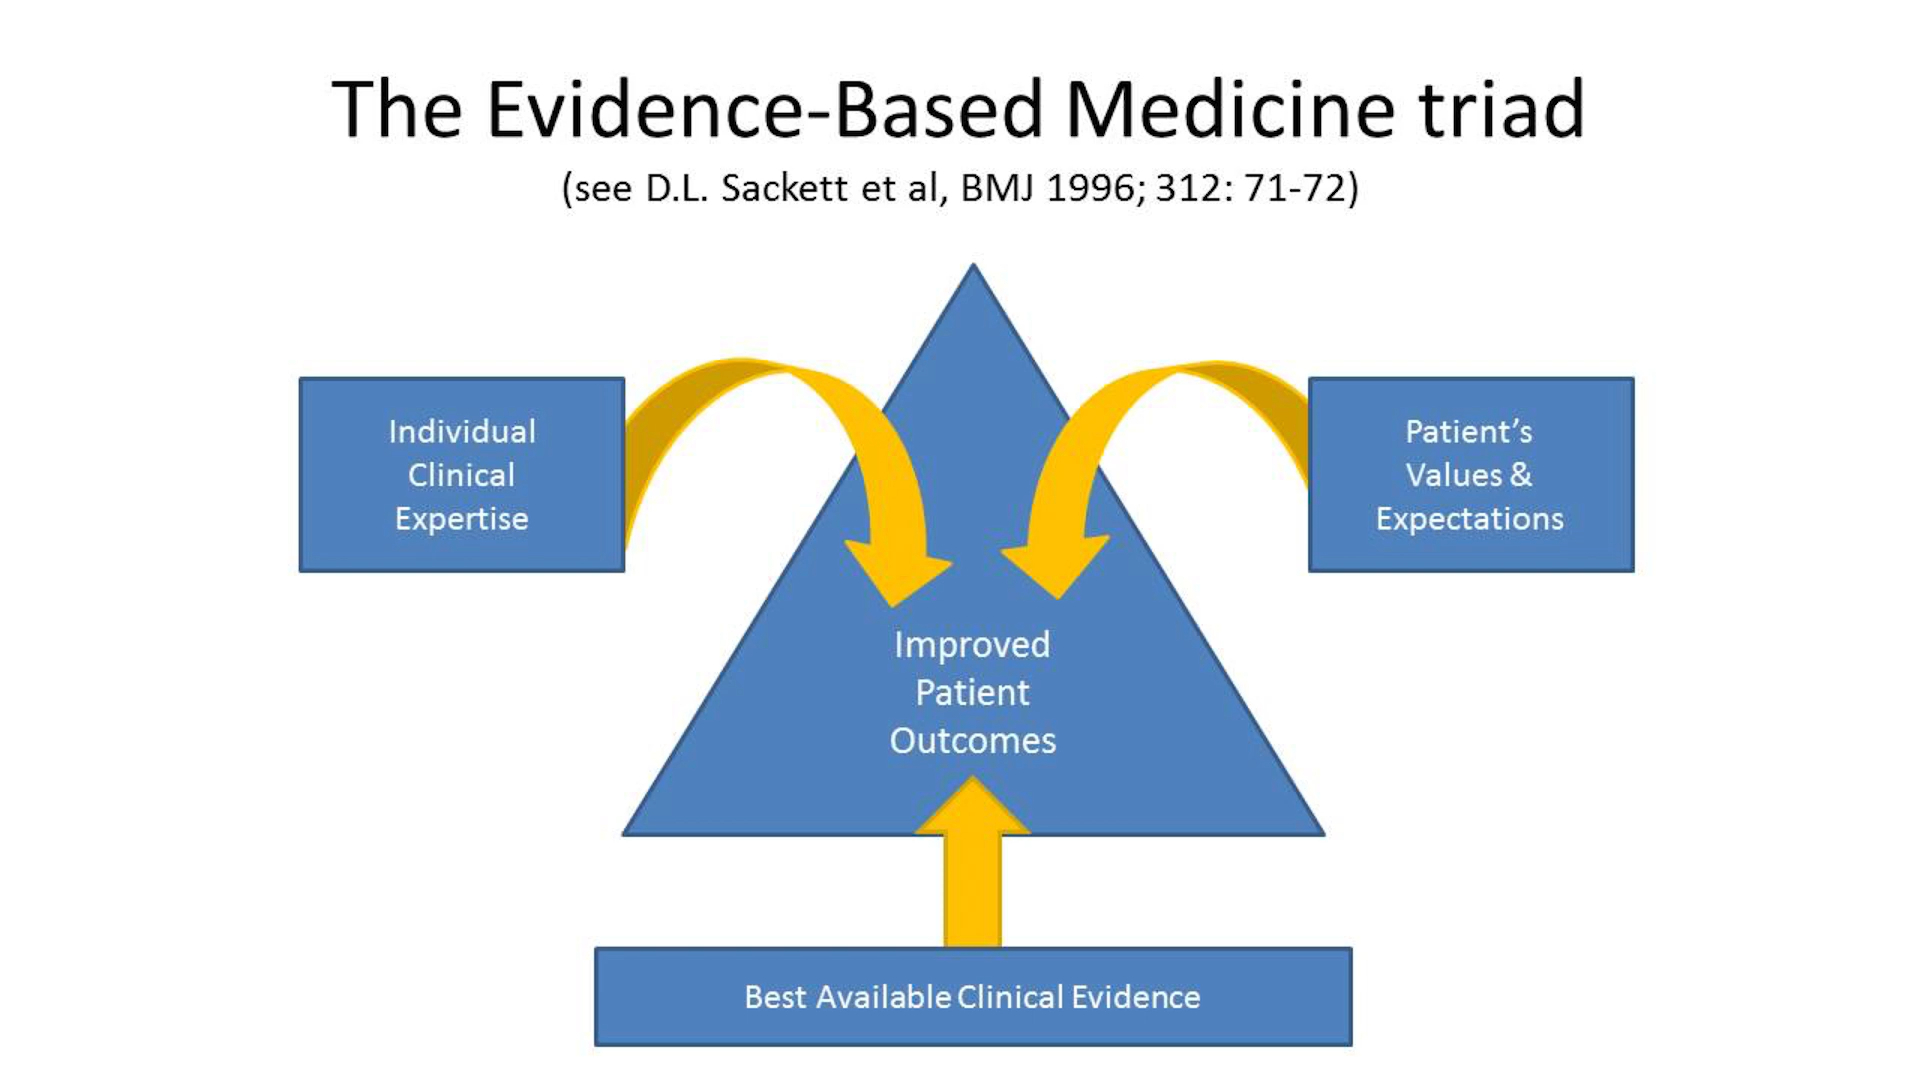 The Evidence-Based Medicine triad
(see D.L. Sackett et al, BMJ 1996; 312: 71-72)
Individual
Clinical
Expertise
Patient’s
Values &
Expectations
Improved
Patient
Outcomes
Best Available Clinical Evidence